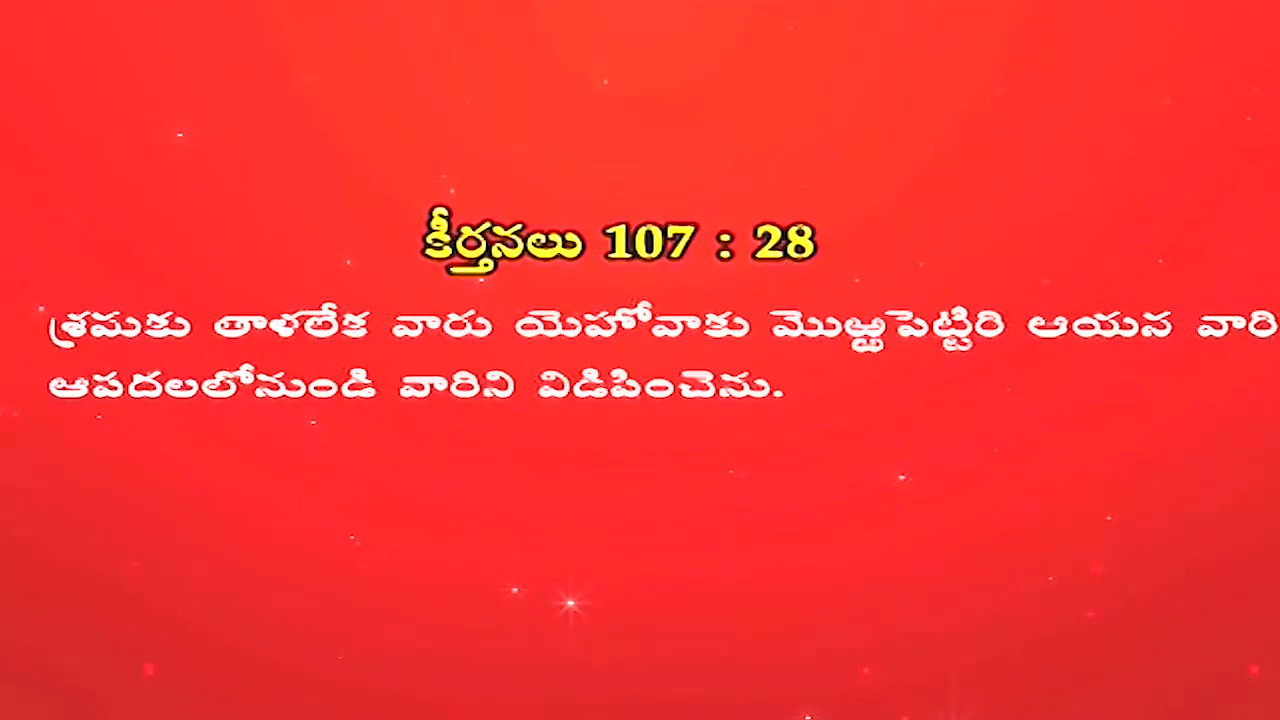 కీర్తనలు 107 : 28
శ్రమకు తాళలేక వారు యెహోవాకు మొఱ్ఱపెట్టిరి ఆయన వారి
ఆపదలలోనుండి వారిని విడిపించెను.